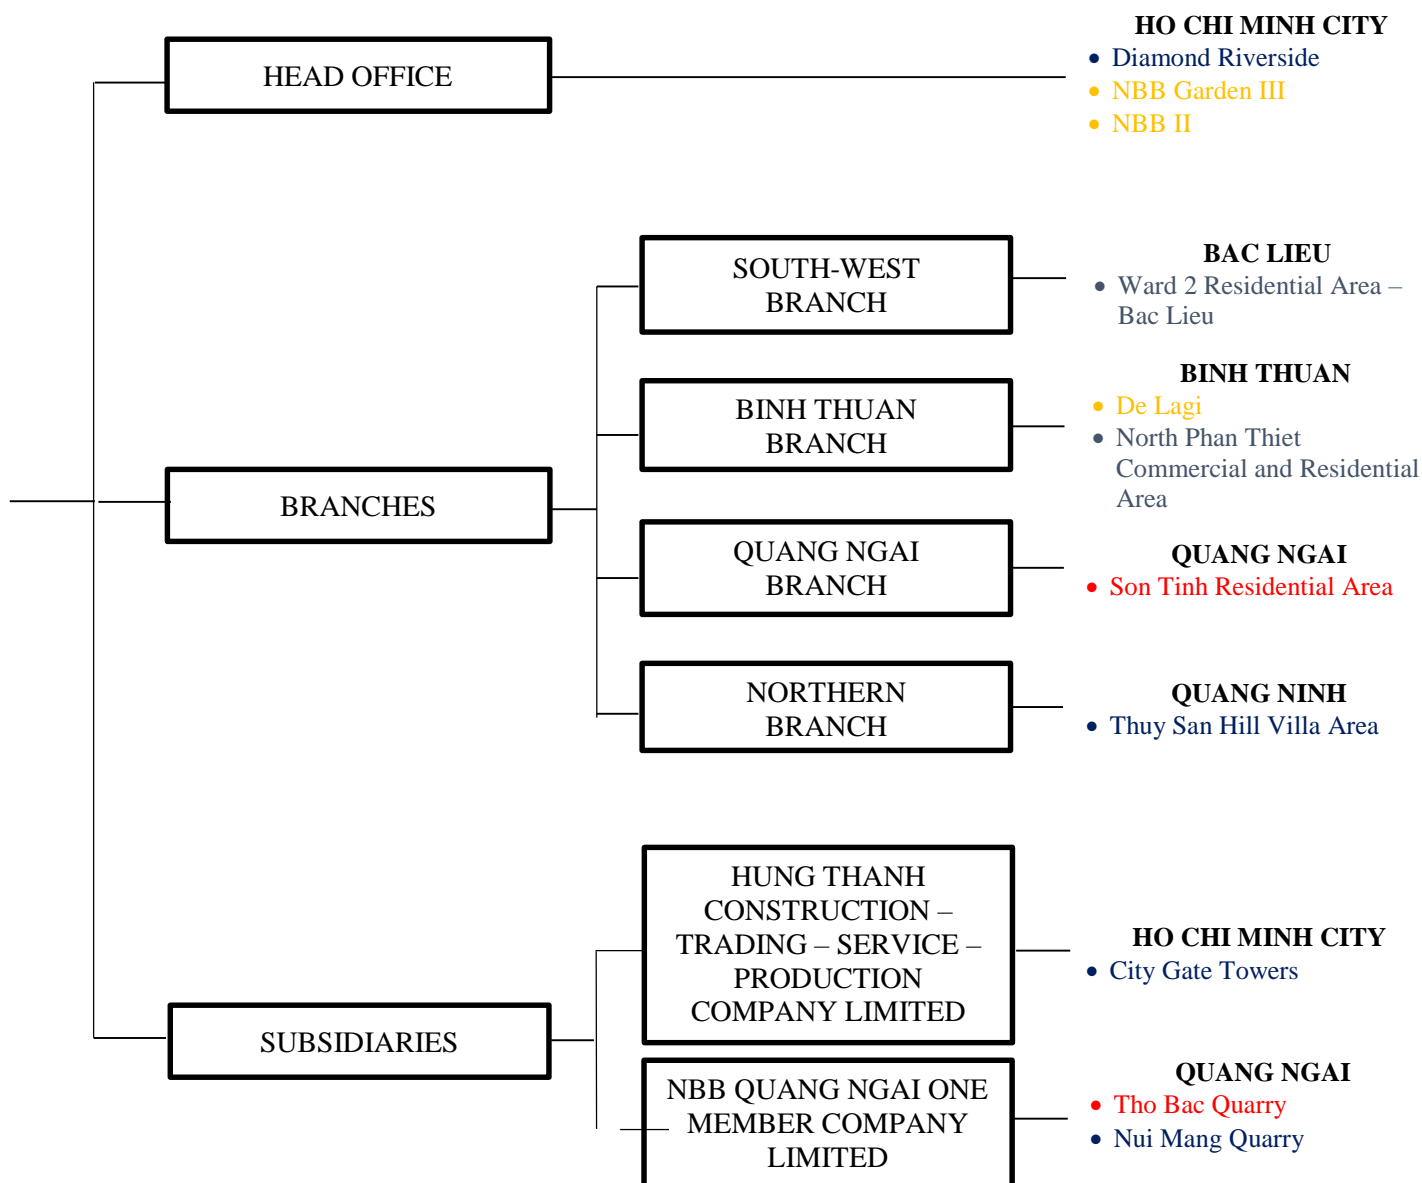 HEAD OFFICE
HO CHI MINH CITY
• Diamond Riverside
• NBB Garden III
• NBB II
BRANCHES
SOUTH-WEST
BRANCH
BAC LIEU
• Ward 2 Residential Area –
Bac Lieu
BINH THUAN
BRANCH
BINH THUAN
• De Lagi
• North Phan Thiet
Commercial and Residential
Area
QUANG NGAI
BRANCH
QUANG NGAI
• Son Tinh Residential Area
NORTHERN
BRANCH
QUANG NINH
• Thuy San Hill Villa Area
SUBSIDIARIES
HUNG THANH
CONSTRUCTION –
TRADING – SERVICE –
PRODUCTION
COMPANY LIMITED
HO CHI MINH CITY
• City Gate Towers
NBB QUANG NGAI ONE
MEMBER COMPANY
LIMITED
QUANG NGAI
• Tho Bac Quarry
• Nui Mang Quarry